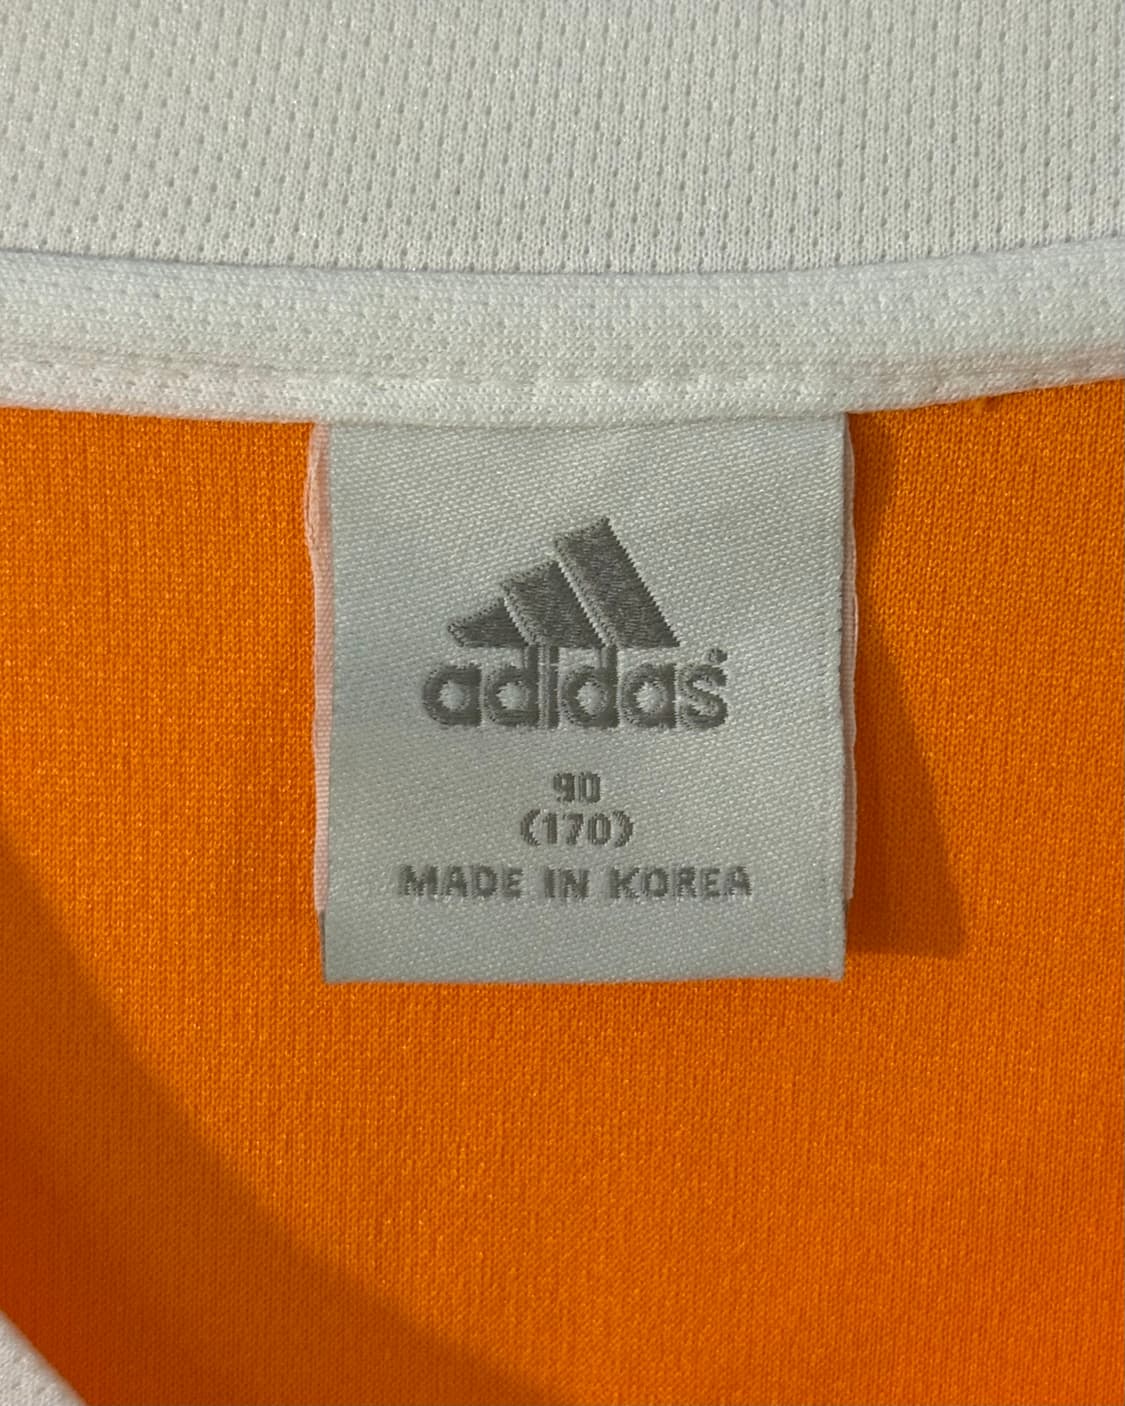 adidas
90
(170)
MADE IN KOREA